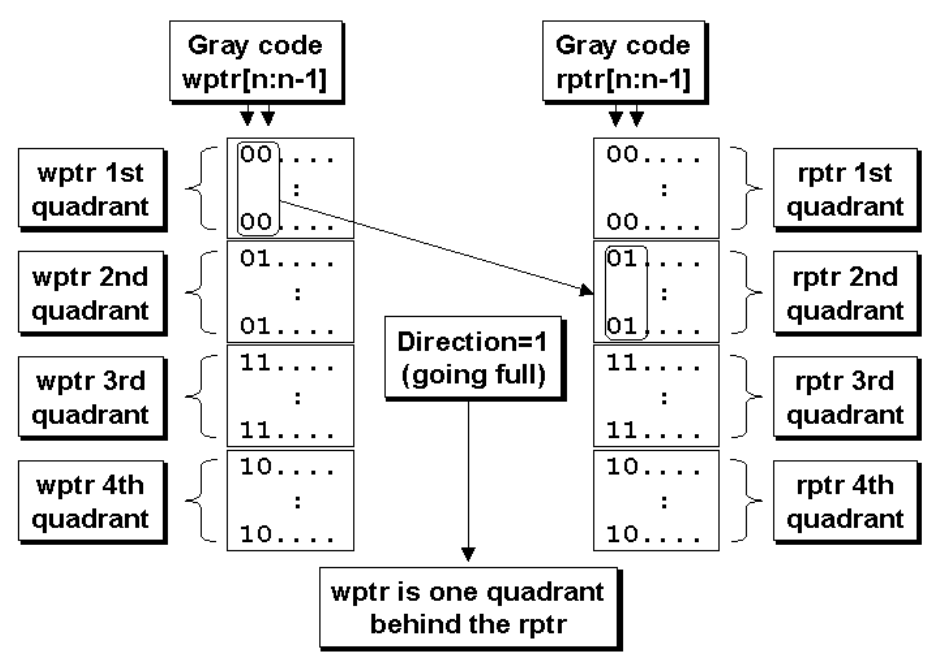 Gray code
wptr[n:n-1]
Gray code
rptr[n:n-1]
wptr 1st
quadrant
00....
:
00....
00....
:
00....
rptr 1st
quadrant
wptr 2nd
quadrant
01....
:
01....
01....
:
01....
rptr 2nd
quadrant
Direction=1
(going full)
wptr 3rd
quadrant
11....
:
11....
11....
:
11....
rptr 3rd
quadrant
wptr 4th
quadrant
10....
:
10....
10....
:
10....
rptr 4th
quadrant
wptr is one quadrant
behind the rptr